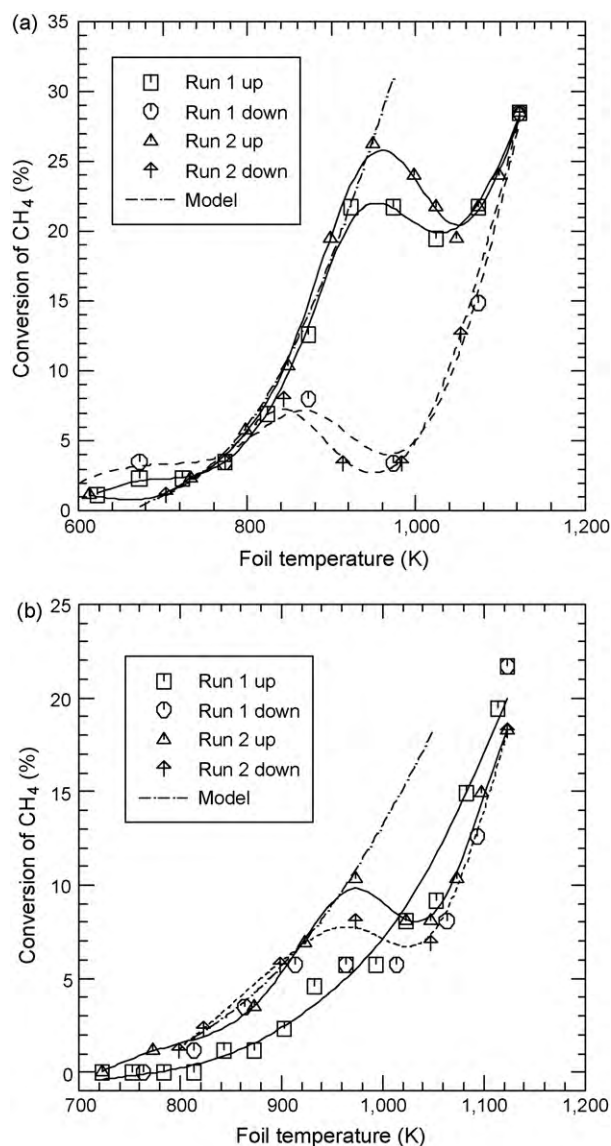 (a)
35
30
25
20
15
10
5
0
Conversion of CH₄ (%)
Run 1 up
Run 1 down
Run 2 up
Run 2 down
Model
600
800
1,000
1,200
Foil temperature (K)
(b)
25
20
15
10
5
0
Conversion of CH₄ (%)
Run 1 up
Run 1 down
Run 2 up
Run 2 down
Model
700
800
900
1,000
1,100
1,200
Foil temperature (K)